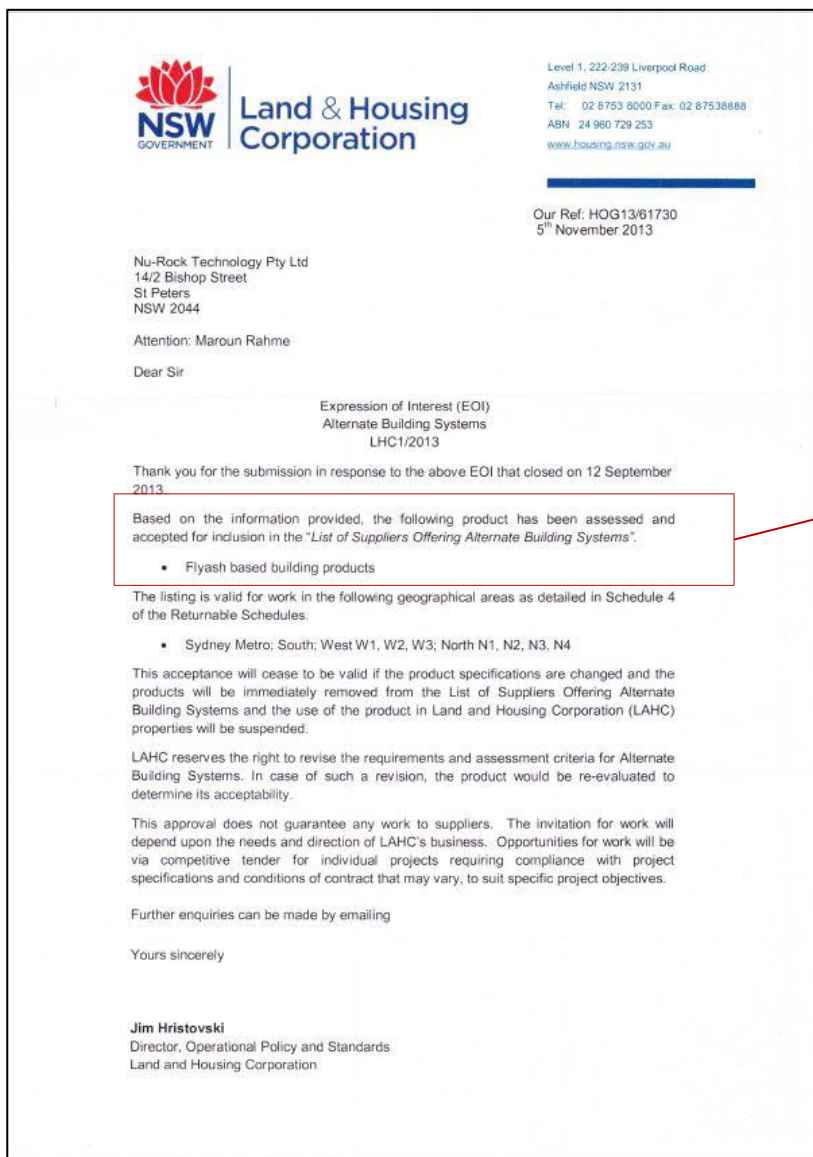 NSW
GOVERNMENT
Land & Housing
Corporation
Level 1, 222-239 Liverpool Road
Ashfield NSW 2131
Tel: 02 8753 8000 Fax: 02 87538888
ABN 24 960 729 253
www.housing.nsw.gov.au
Our Ref: HOG13/61730
5th November 2013
Nu-Rock Technology Pty Ltd
14/2 Bishop Street
St Peters
NSW 2044
Attention: Maroun Rahme
Dear Sir
Expression of Interest (EOI)
Alternate Building Systems
LHC1/2013
Thank you for the submission in response to the above EOI that closed on 12 September
2013.
Based on the information provided, the following product has been assessed and
accepted for inclusion in the "List of Suppliers Offering Alternate Building Systems".
• Flyash based building products
The listing is valid for work in the following geographical areas as detailed in Schedule 4
of the Returnable Schedules.
• Sydney Metro: South; West W1, W2, W3; North N1, N2, N3, N4
This acceptance will cease to be valid if the product specifications are changed and the
products will be immediately removed from the List of Suppliers Offering Alternate
Building Systems and the use of the product in Land and Housing Corporation (LAHC)
properties will be suspended.
LAHC reserves the right to revise the requirements and assessment criteria for Alternate
Building Systems. In case of such a revision, the product would be re-evaluated to
determine its acceptability.
This approval does not guarantee any work to suppliers. The invitation for work will
depend upon the needs and direction of LAHC's business. Opportunities for work will be
via competitive tender for individual projects requiring compliance with project
specifications and conditions of contract that may vary, to suit specific project objectives.
Further enquiries can be made by emailing
Yours sincerely
Jim Hristovski
Director, Operational Policy and Standards
Land and Housing Corporation